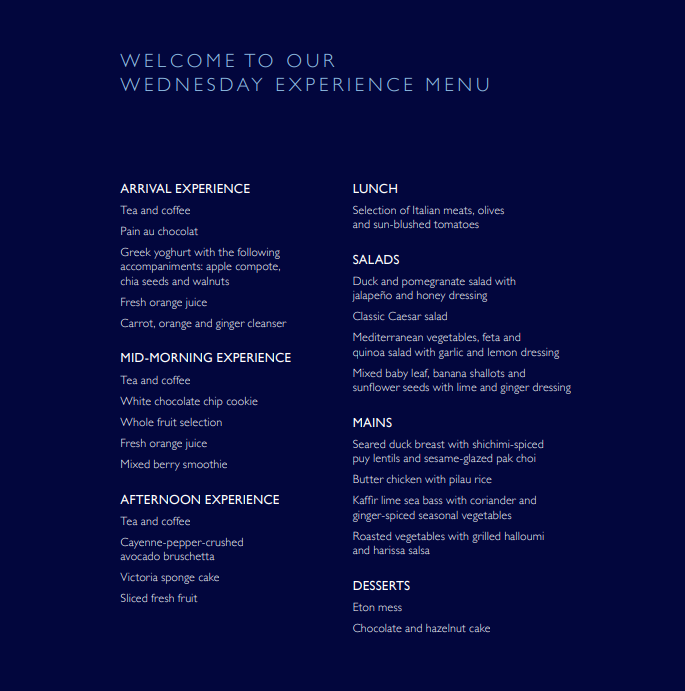 WELCOME TO OUR
WEDNESDAY EXPERIENCE MENU
ARRIVAL EXPERIENCE
Tea and coffee
Pain au chocolat
Greek yoghurt with the following
accompaniments: apple compote,
chia seeds and walnuts
Fresh orange juice
Carrot, orange and ginger cleanser
MID-MORNING EXPERIENCE
Tea and coffee
White chocolate chip cookie
Whole fruit selection
Fresh orange juice
Mixed berry smoothie
AFTERNOON EXPERIENCE
Tea and coffee
Cayenne-pepper-crushed
avocado bruschetta
Victoria sponge cake
Sliced fresh fruit
LUNCH
Selection of Italian meats, olives
and sun-blushed tomatoes
SALADS
Duck and pomegranate salad with
jalapeño and honey dressing
Classic Caesar salad
Mediterranean vegetables, feta and
quinoa salad with garlic and lemon dressing
Mixed baby leaf, banana shallots and
sunflower seeds with lime and ginger dressing
MAINS
Seared duck breast with shichimi-spiced
puy lentils and sesame-glazed pak choi
Butter chicken with pilau rice
Kaffir lime sea bass with coriander and
ginger-spiced seasonal vegetables
Roasted vegetables with grilled halloumi
and harissa salsa
DESSERTS
Eton mess
Chocolate and hazelnut cake